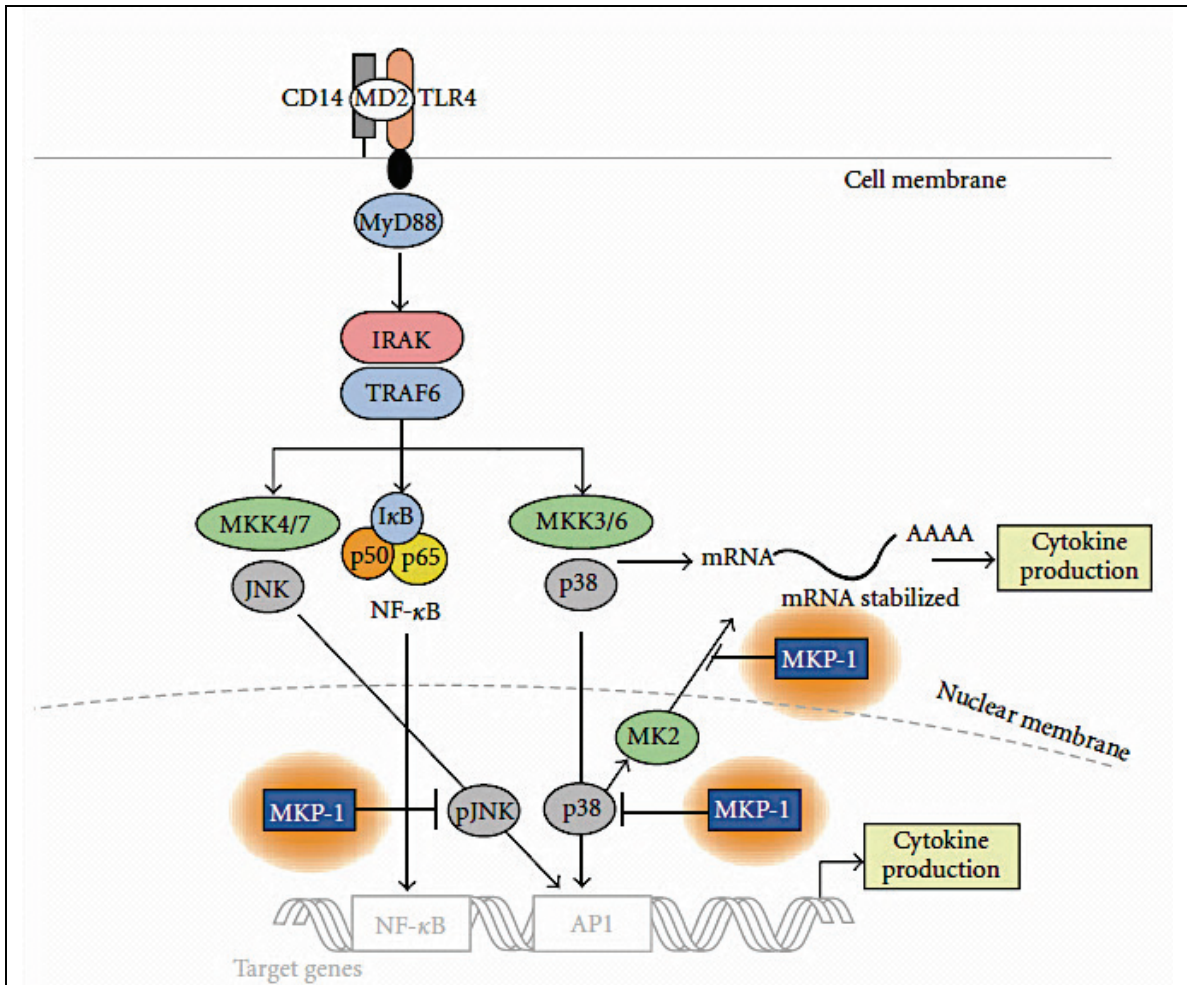 CD14 MD2 TLR4
Cell membrane
MyD88
IRAK
TRAF6
MKK4/7
IκB
MKK3/6
p50 p65
JNK
NF-κB
p38
mRNA
AAAA
mRNA stabilized
Cytokine
production
MKP-1
Nuclear membrane
MK2
MKP-1
pJNK
p38
MKP-1
Cytokine
production
NF-κB
AP1
Target genes